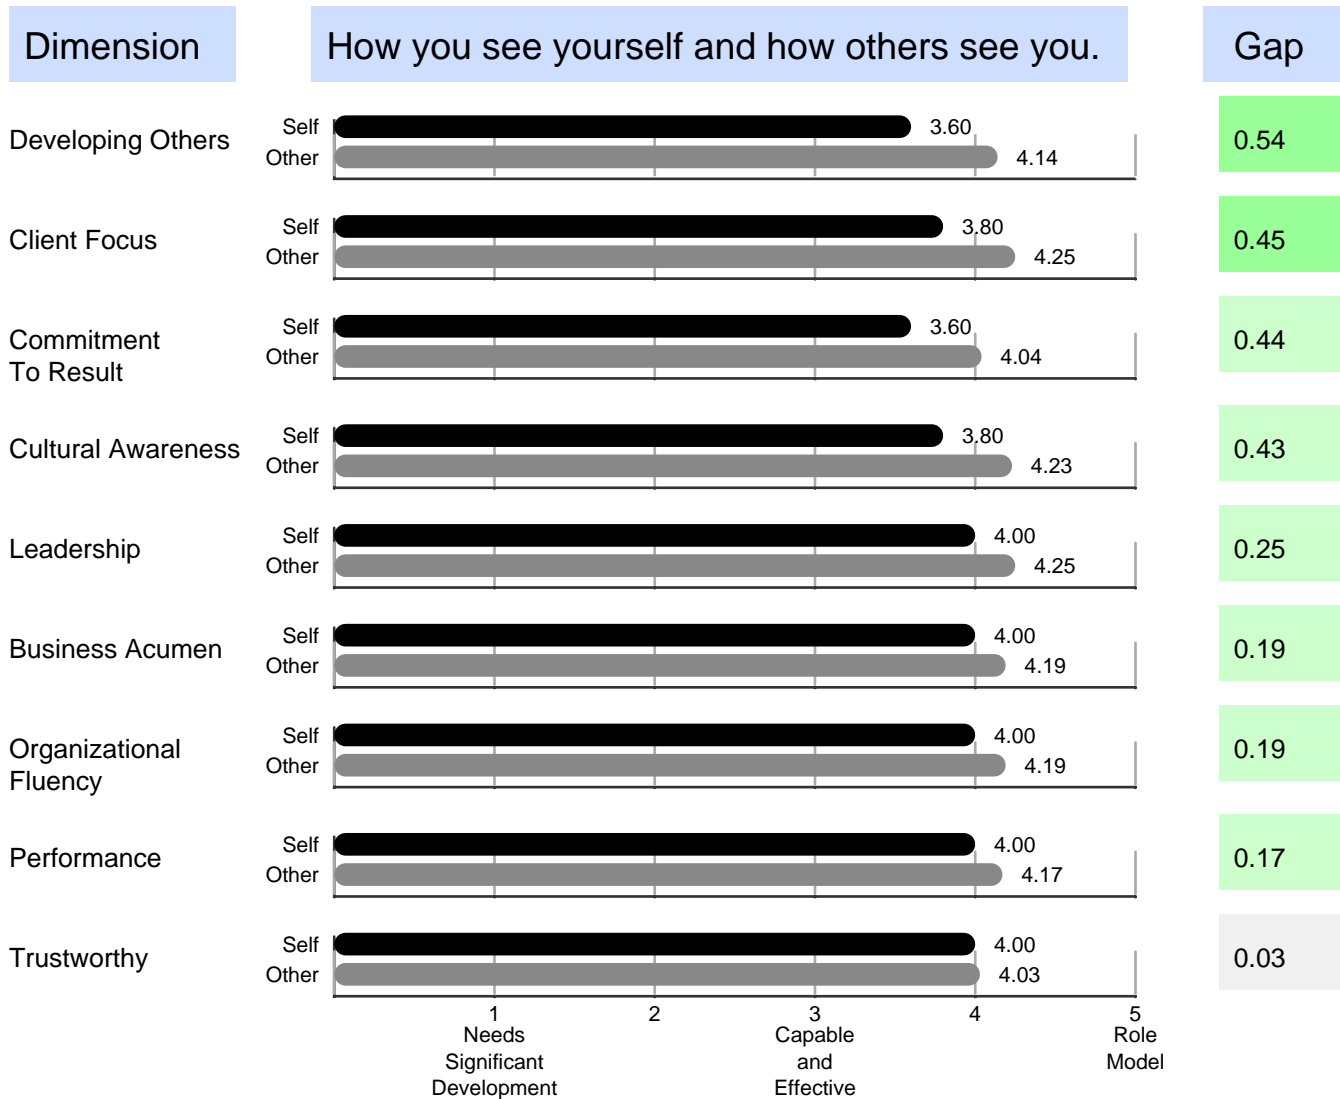 Dimension
How you see yourself and how others see you.
Gap
Developing Others
Self
3.60
Other
4.14
0.54
Client Focus
Self
3.80
Other
4.25
0.45
Commitment
To Result
Self
3.60
Other
4.04
0.44
Cultural Awareness
Self
3.80
Other
4.23
0.43
Leadership
Self
4.00
Other
4.25
0.25
Business Acumen
Self
4.00
Other
4.19
0.19
Organizational
Fluency
Self
4.00
Other
4.19
0.19
Performance
Self
4.00
Other
4.17
0.17
Trustworthy
Self
4.00
Other
4.03
0.03
1
Needs
Significant
Development
2
3
Capable
and
Effective
4
5
Role
Model